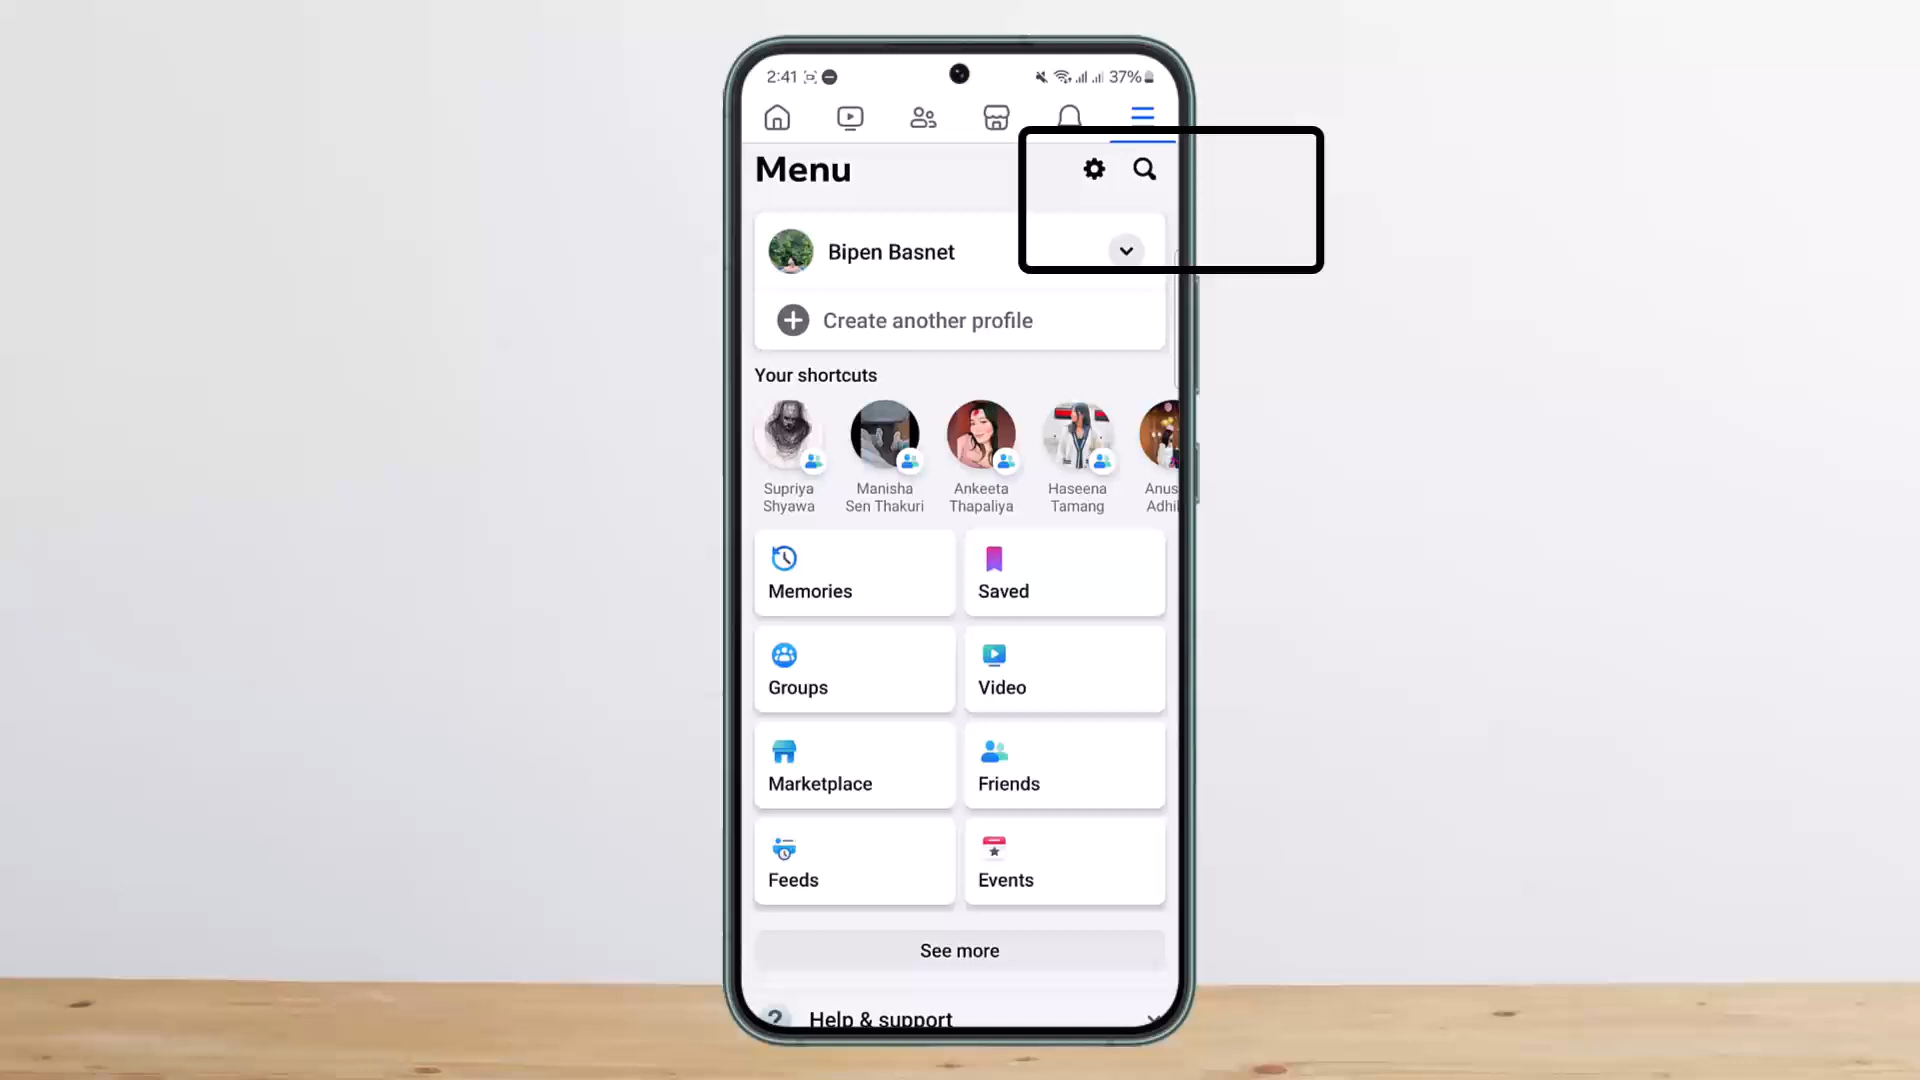 2:41
37%
Menu
Bipen Basnet
Create another profile
Your shortcuts
Supriya Shyawa
Manisha Sen Thakuri
Ankeeta Thapaliya
Haseena Tamang
Anus
Adhi
Memories
Saved
Groups
Video
Marketplace
Friends
Feeds
Events
See more
Help & support